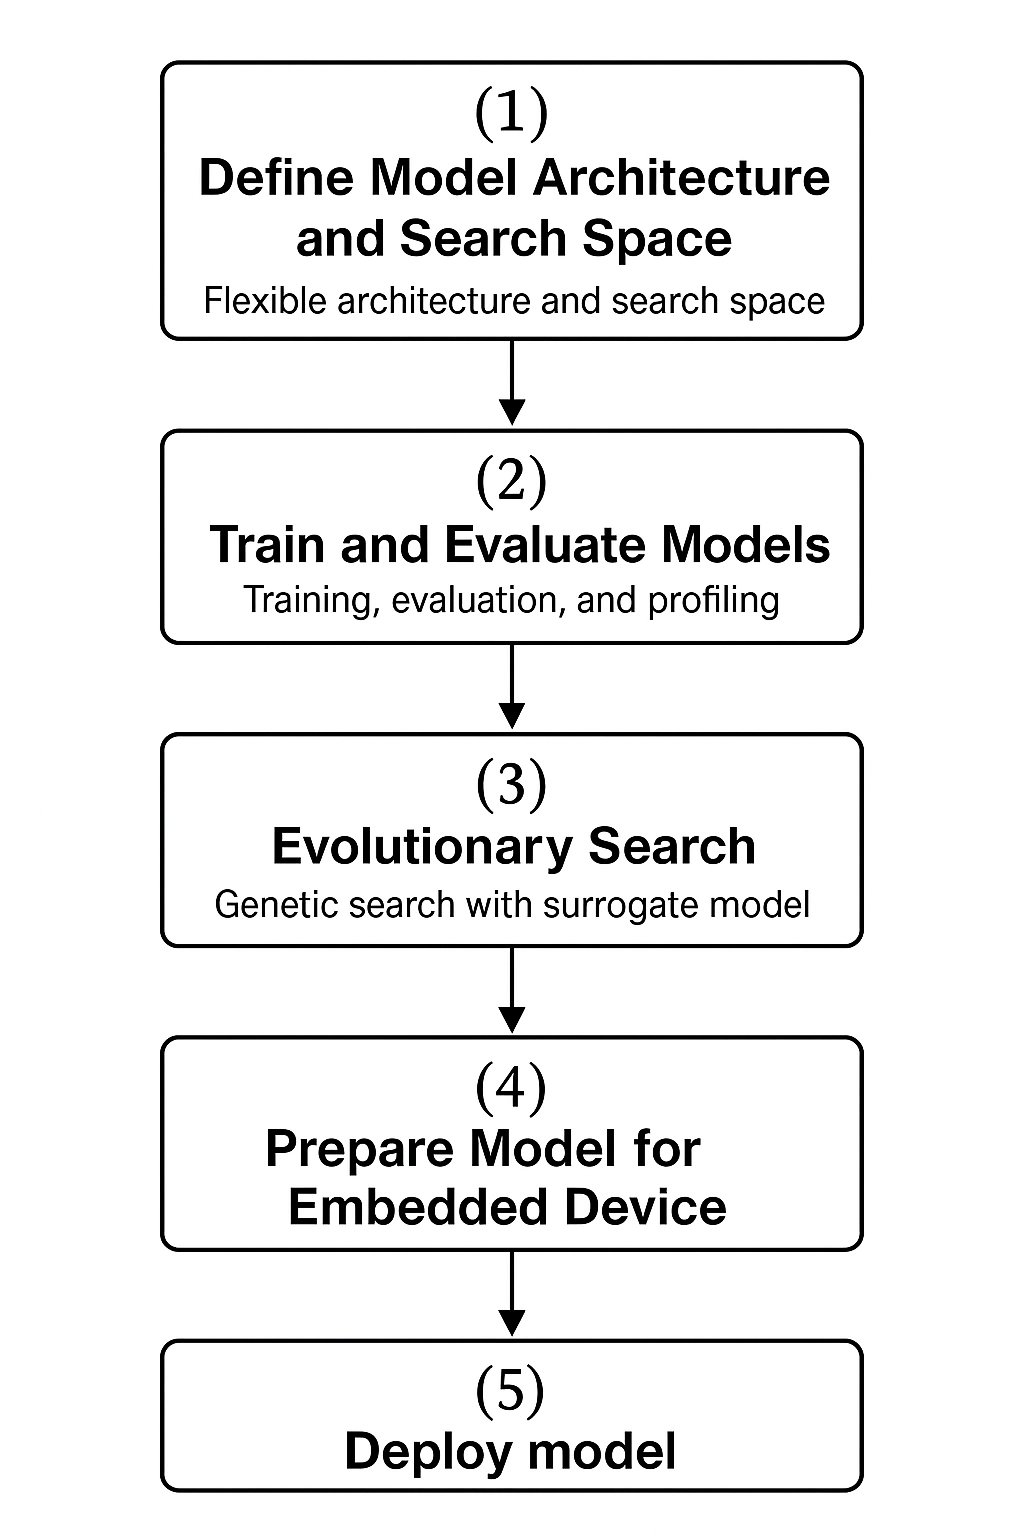 (1)
Define Model Architecture
and Search Space
Flexible architecture and search space
(2)
Train and Evaluate Models
Training, evaluation, and profiling
(3)
Evolutionary Search
Genetic search with surrogate model
(4)
Prepare Model for
Embedded Device
(5)
Deploy model